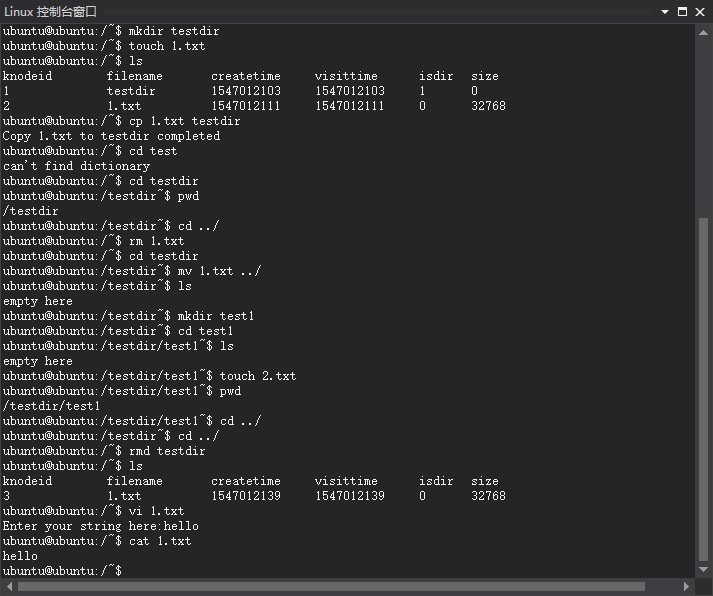 Linux 控制台窗口
ubuntu@ubuntu:/~$ mkdir testdir
ubuntu@ubuntu:/~$ touch 1.txt
ubuntu@ubuntu:/~$ ls
knodeid filename createtime visittime isdir size
1 testdir 1547012103 1547012103 1 0
2 1.txt 1547012111 1547012111 0 32768
ubuntu@ubuntu:/~$ cp 1.txt testdir
Copy 1.txt to testdir completed
ubuntu@ubuntu:/~$ cd test
can't find dictionary
ubuntu@ubuntu:/~$ cd testdir
ubuntu@ubuntu:/testdir~$ pwd
/testdir
ubuntu@ubuntu:/testdir~$ cd ../
ubuntu@ubuntu:/~$ rm 1.txt
ubuntu@ubuntu:/~$ cd testdir
ubuntu@ubuntu:/testdir~$ mv 1.txt ../
ubuntu@ubuntu:/testdir~$ ls
empty here
ubuntu@ubuntu:/testdir~$ mkdir test1
ubuntu@ubuntu:/testdir~$ cd test1
ubuntu@ubuntu:/testdir/test1~$ ls
empty here
ubuntu@ubuntu:/testdir/test1~$ touch 2.txt
ubuntu@ubuntu:/testdir/test1~$ pwd
/testdir/test1
ubuntu@ubuntu:/testdir/test1~$ cd ../
ubuntu@ubuntu:/testdir~$ cd ../
ubuntu@ubuntu:/~$ rmd testdir
ubuntu@ubuntu:/~$ ls
knodeid filename createtime visittime isdir size
3 1.txt 1547012139 1547012139 0 32768
ubuntu@ubuntu:/~$ vi 1.txt
Enter your string here:hello
ubuntu@ubuntu:/~$ cat 1.txt
hello
ubuntu@ubuntu:/~$